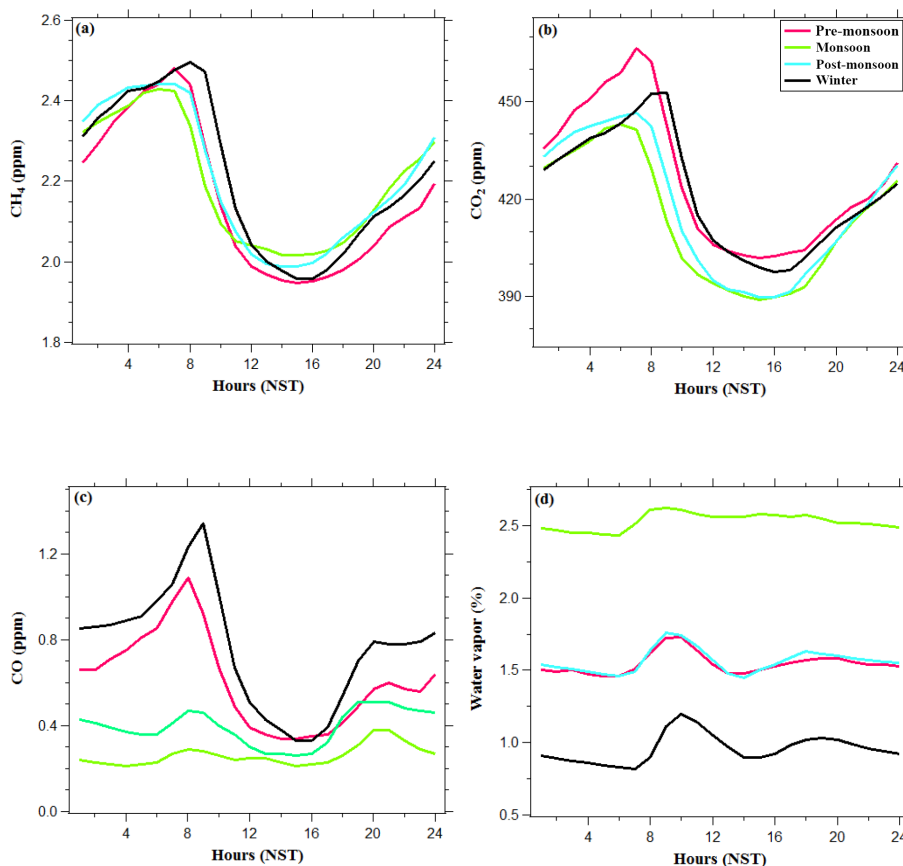 (a)
CH4 (ppm)
2.6
2.4
2.2
2.0
1.8
4 8 12 16 20 24
Hours (NST)
(b)
Pre-monsoon
Monsoon
Post-monsoon
Winter
CO2 (ppm)
450
420
390
4 8 12 16 20 24
Hours (NST)
(c)
CO (ppm)
1.2
0.8
0.4
0.0
4 8 12 16 20 24
Hours (NST)
(d)
Water vapor (%)
2.5
2.0
1.5
1.0
0.5
4 8 12 16 20 24
Hours (NST)